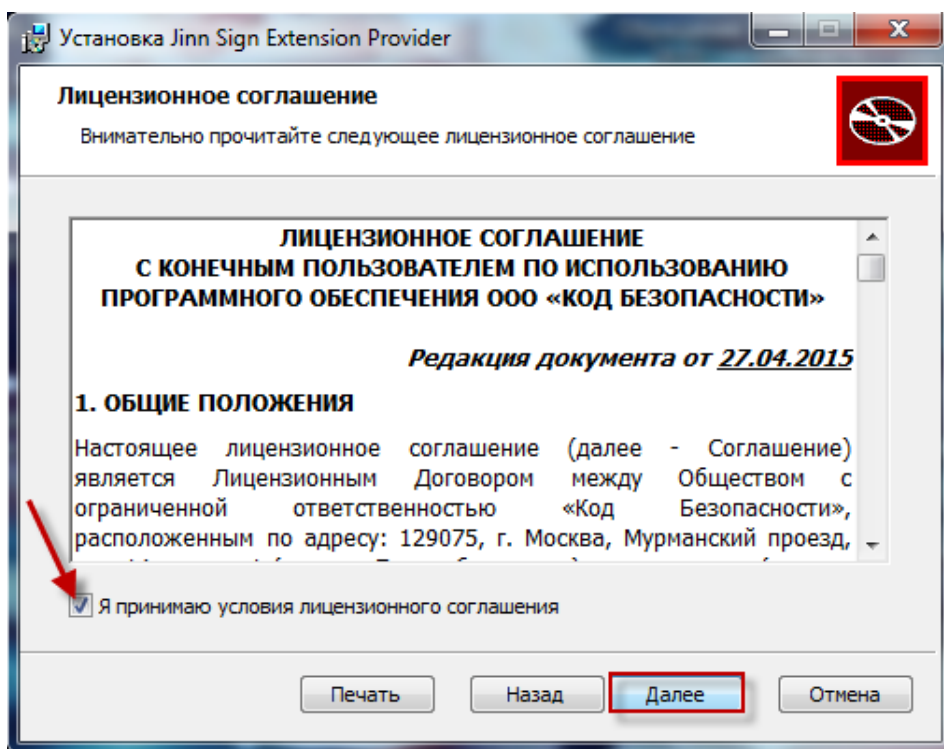 Установка Jinn Sign Extension Provider
Лицензионное соглашение
Внимательно прочитайте следующее лицензионное соглашение
ЛИЦЕНЗИОННОЕ СОГЛАШЕНИЕ
С КОНЕЧНЫМ ПОЛЬЗОВАТЕЛЕМ ПО ИСПОЛЬЗОВАНИЮ
ПРОГРАММНОГО ОБЕСПЕЧЕНИЯ ООО «КОД БЕЗОПАСНОСТИ»
Редакция документа от 27.04.2015
1. ОБЩИЕ ПОЛОЖЕНИЯ
Настоящее лицензионное соглашение (далее - Соглашение)
является Лицензионным Договором между Обществом с
ограниченной ответственностью «Код Безопасности»,
расположенным по адресу: 129075, г. Москва, Мурманский проезд,
Я принимаю условия лицензионного соглашения
Печать Назад Далее Отмена